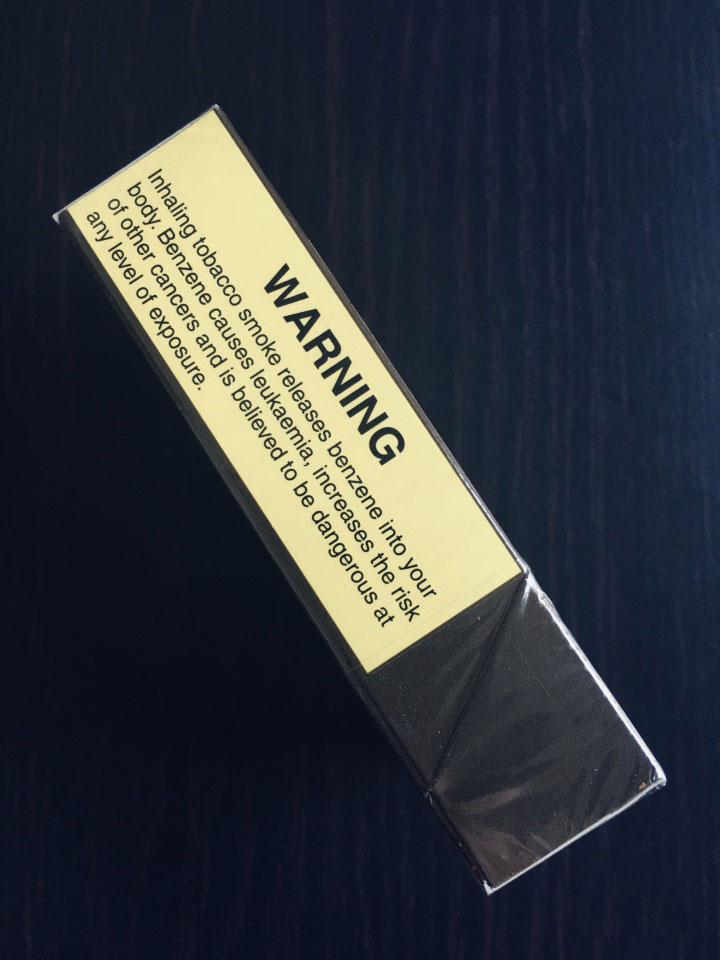 WARNING
Inhaling tobacco smoke releases benzene into your
body. Benzene causes leukaemia, increases the risk
of other cancers and is believed to be dangerous at
any level of exposure.